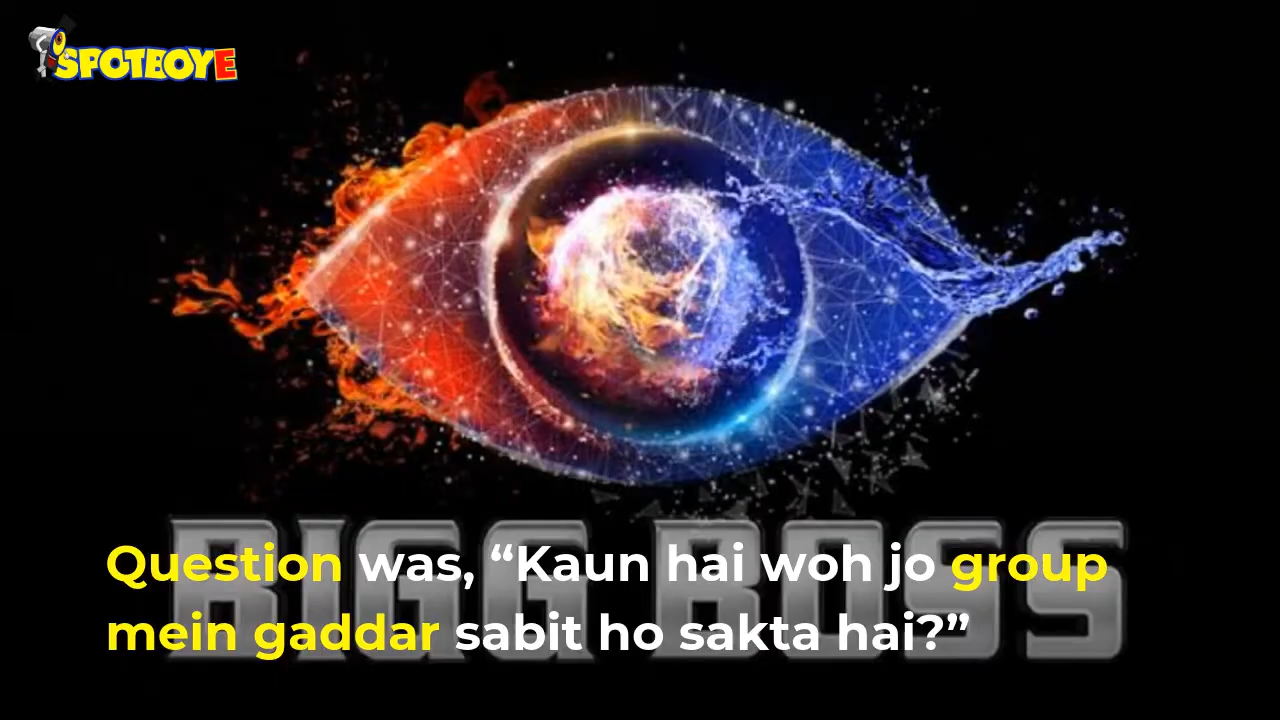 SPOTBOYE
BIGG BOSS
Question was, “Kaun hai woh jo group
mein gaddar sabit ho sakta hai?”